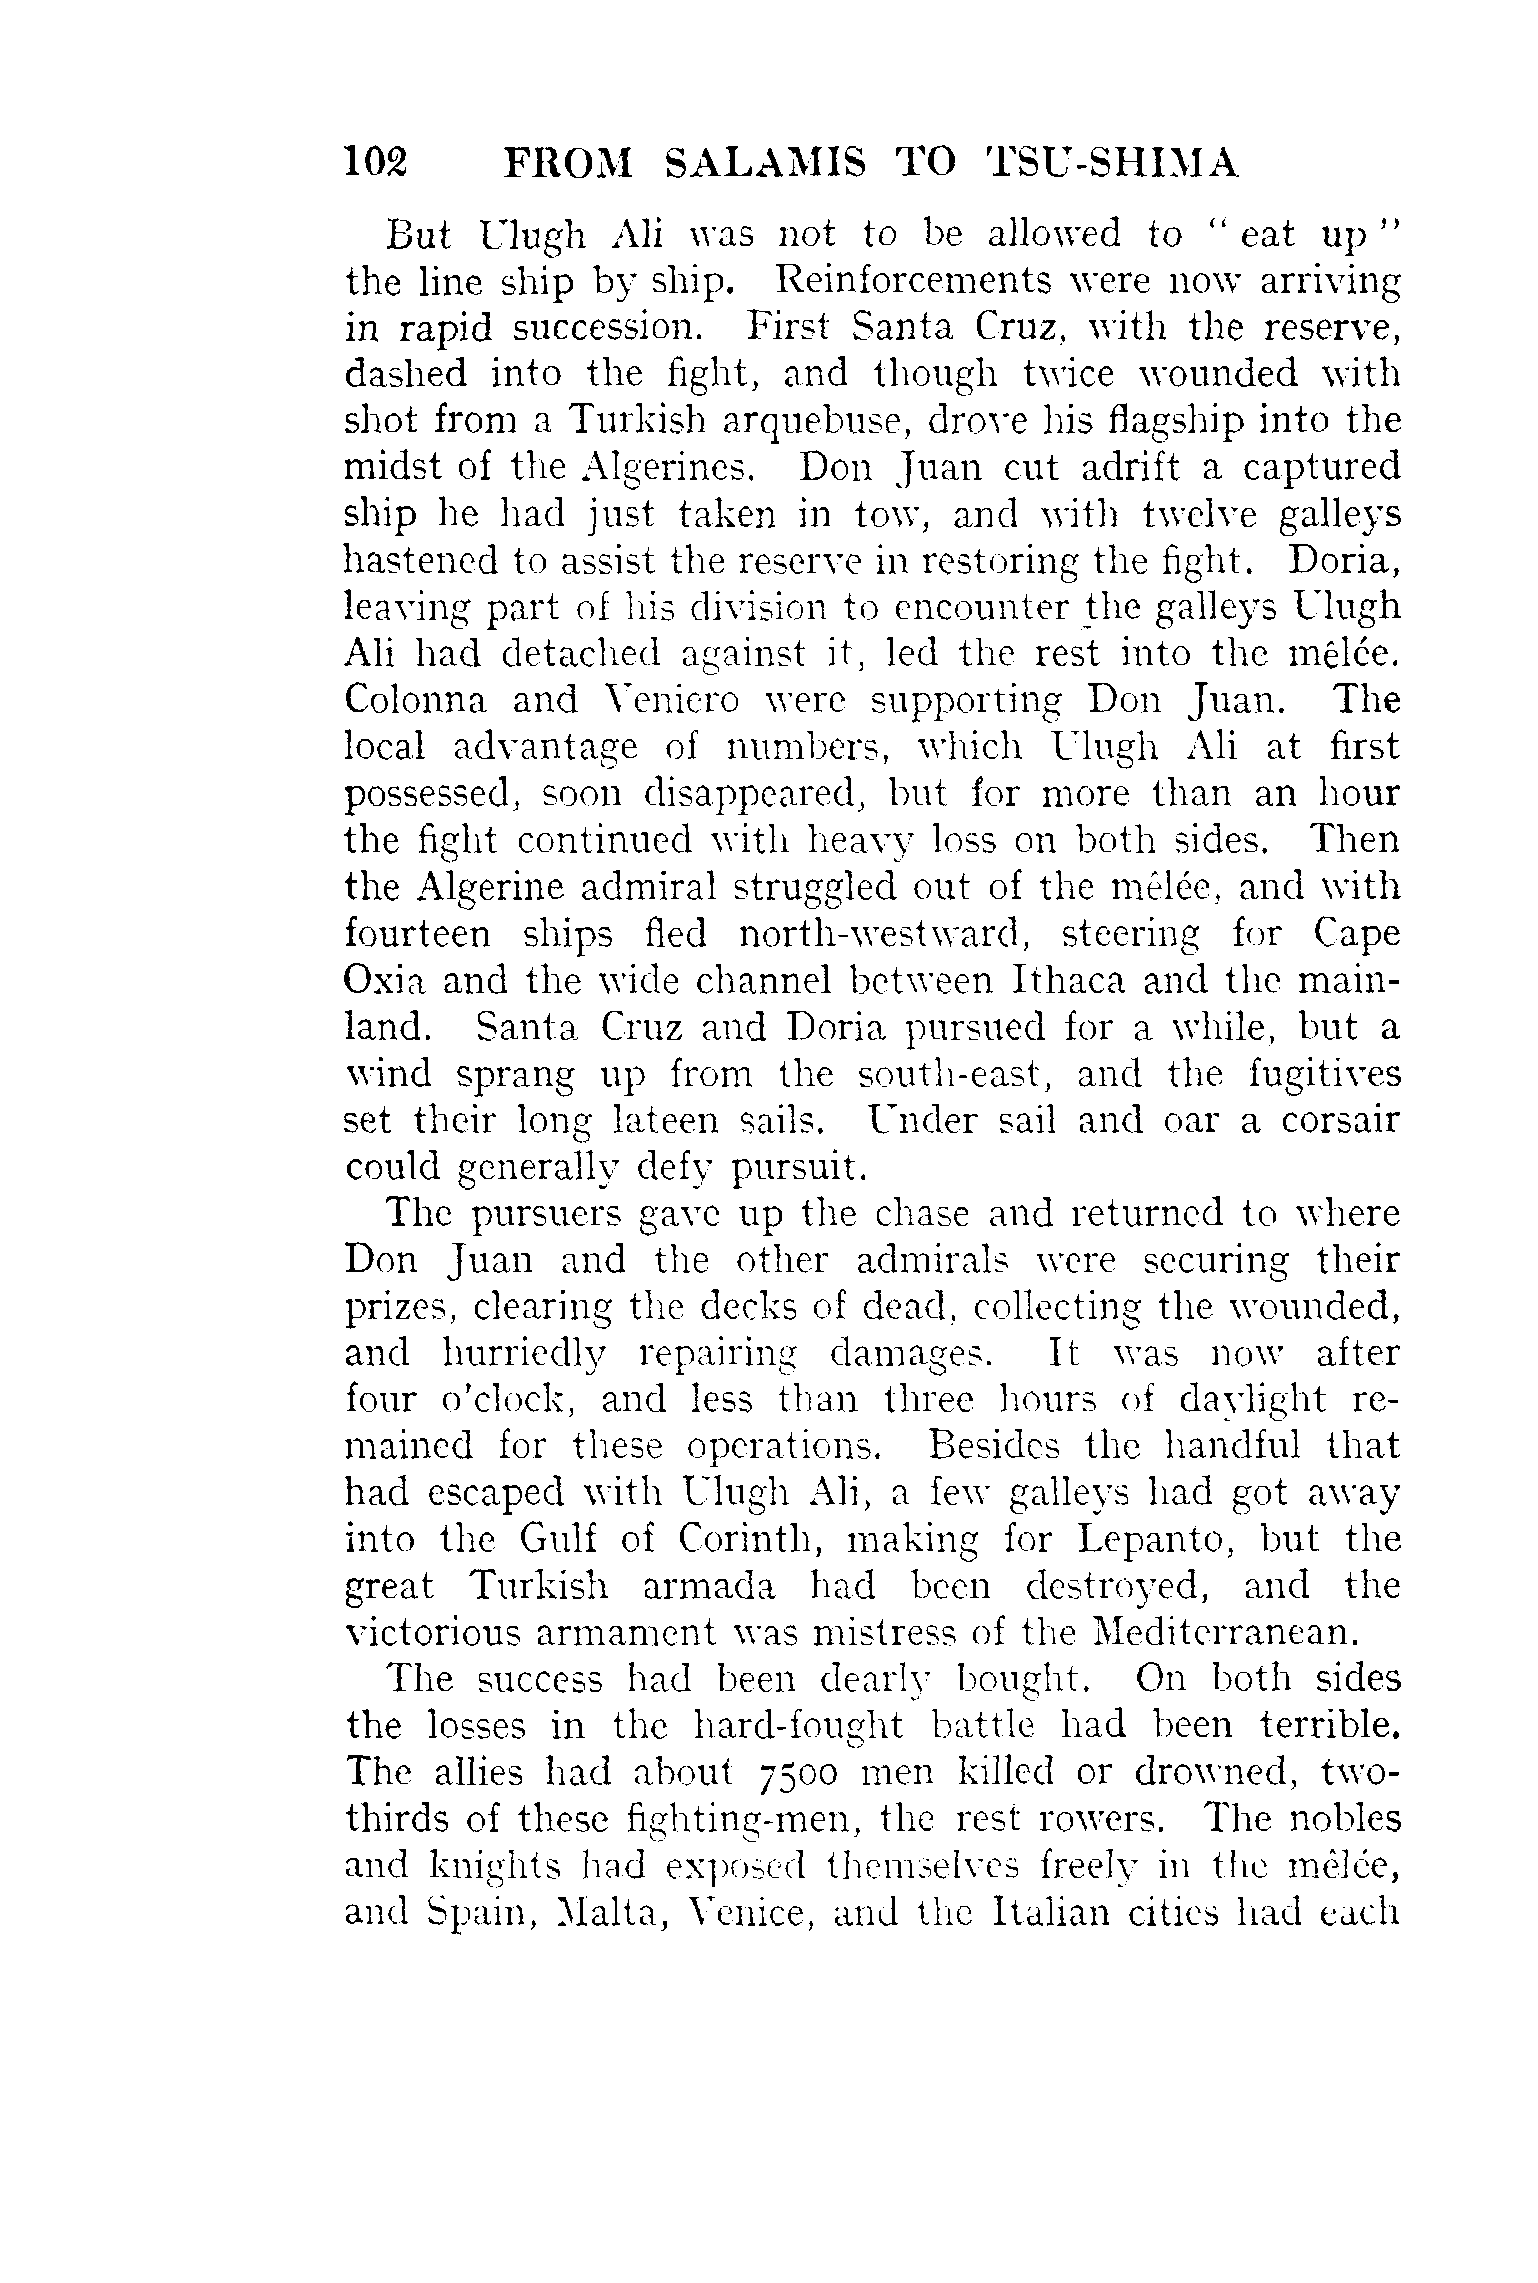 102 FROM SALAMIS TO TSU-SHIMA
But Ulugh Ali was not to be allowed to " eat up "
the line ship by ship. Reinforcements were now arriving
in rapid succession. First Santa Cruz, with the reserve,
dashed into the fight, and though twice wounded with
shot from a Turkish arquebuse, drove his flagship into the
midst of the Algerines. Don Juan cut adrift a captured
ship he had just taken in tow, and with twelve galleys
hastened to assist the reserve in restoring the fight. Doria,
leaving part of his division to encounter the galleys Ulugh
Ali had detached against it, led the rest into the mêlée.
Colonna and Veniero were supporting Don Juan. The
local advantage of numbers, which Ulugh Ali at first
possessed, soon disappeared, but for more than an hour
the fight continued with heavy loss on both sides. Then
the Algerine admiral struggled out of the mêlée, and with
fourteen ships fled north-westward, steering for Cape
Oxia and the wide channel between Ithaca and the main-
land. Santa Cruz and Doria pursued for a while, but a
wind sprang up from the south-east, and the fugitives
set their long lateen sails. Under sail and oar a corsair
could generally defy pursuit.
The pursuers gave up the chase and returned to where
Don Juan and the other admirals were securing their
prizes, clearing the decks of dead, collecting the wounded,
and hurriedly repairing damages. It was now after
four o'clock, and less than three hours of daylight re-
mained for these operations. Besides the handful that
had escaped with Ulugh Ali, a few galleys had got away
into the Gulf of Corinth, making for Lepanto, but the
great Turkish armada had been destroyed, and the
victorious armament was mistress of the Mediterranean.
The success had been dearly bought. On both sides
the losses in the hard-fought battle had been terrible.
The allies had about 7500 men killed or drowned, two-
thirds of these fighting-men, the rest rowers. The nobles
and knights had exposed themselves freely in the mêlée,
and Spain, Malta, Venice, and the Italian cities had each